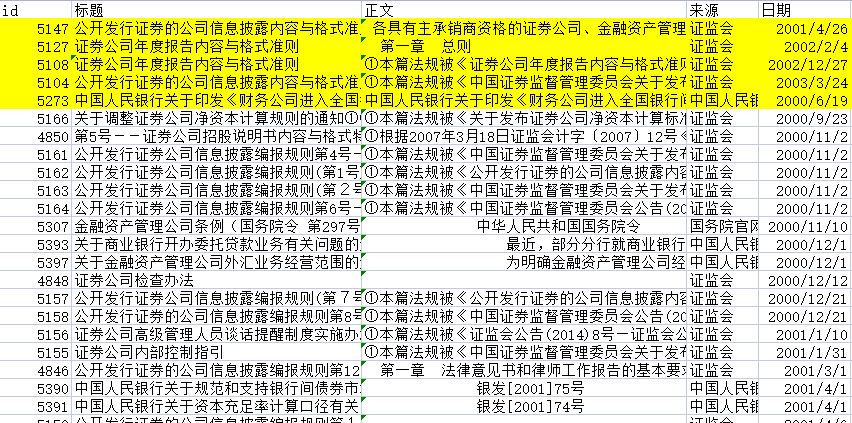 id 标题 正文 来源 日期
5147 公开发行证券的公司信息披露内容与格式准 各具有主承销商资格的证券公司、金融资产管理 证监会 2001/4/26
5127 证券公司年度报告内容与格式准则 第一章 总则 证监会 2002/2/4
5108 证券公司年度报告内容与格式准则 ①本篇法规被《证券公司年度报告内容与格式准则 证监会 2002/12/27
5104 公开发行证券的公司信息披露内容与格式准 ①本篇法规被《中国证券监督管理委员会关于发布 证监会 2003/3/24
5273 中国人民银行关于印发《财务公司进入全国 中国人民银行关于印发《财务公司进入全国银行间 中国人民银 2000/6/19
5166 关于调整证券公司净资本计算规则的通知① ①本篇法规被《关于发布证券公司净资本计算标准 证监会 2000/9/23
4850 第5号－－证券公司招股说明书内容与格式特 ①根据2007年3月18日证监会计字〔2007〕12号《 证监会 2000/11/2
5161 公开发行证券公司信息披露编报规则第4号－ ①本篇法规被《中国证券监督管理委员会关于发布 证监会 2000/11/2
5162 公开发行证券公司信息披露编报规则(第1号 ①本篇法规被《公开发行证券的公司信息披露内容 证监会 2000/11/2
5163 公开发行证券公司信息披露编报规则(第２号 ①本篇法规被《中国证券监督管理委员会关于发布 证监会 2000/11/2
5164 公开发行证券公司信息披露编报规则第6号－ ①本篇法规被《中国证券监督管理委员会公告(20 证监会 2000/11/2
5307 金融资产管理公司条例（国务院令 第297号 中华人民共和国国务院令 国务院官网 2000/11/10
5393 关于商业银行开办委托贷款业务有关问题的 最近，部分分行就商业银行 中国人民银 2000/12/1
5397 关于金融资产管理公司外汇业务经营范围的 为明确金融资产管理公司经 中国人民银 2000/12/1
4848 证券公司检查办法 证监会 2000/12/12
5157 公开发行证券公司信息披露编报规则(第７号 ①本篇法规被《公开发行证券的公司信息披露内容 证监会 2000/12/21
5158 公开发行证券公司信息披露编报规则第8号 ①本篇法规被《中国证券监督管理委员会公告(20 证监会 2000/12/21
5156 证券公司高级管理人员谈话提醒制度实施办 ①本篇法规被《证监会公告(2014)8号－证监会公 证监会 2001/1/10
5155 证券公司内部控制指引 ①本篇法规被《中国证券监督管理委员会关于发布 证监会 2001/1/31
4846 公开发行证券公司信息披露编报规则第12 第一章 法律意见书和律师工作报告的基本要求 证监会 2001/3/1
5390 中国人民银行关于规范和支持银行间债券市 银发[2001]75号 中国人民银 2001/4/1
5391 中国人民银行关于资本充足率计算口径有关 银发[2001]74号 中国人民银 2001/4/1